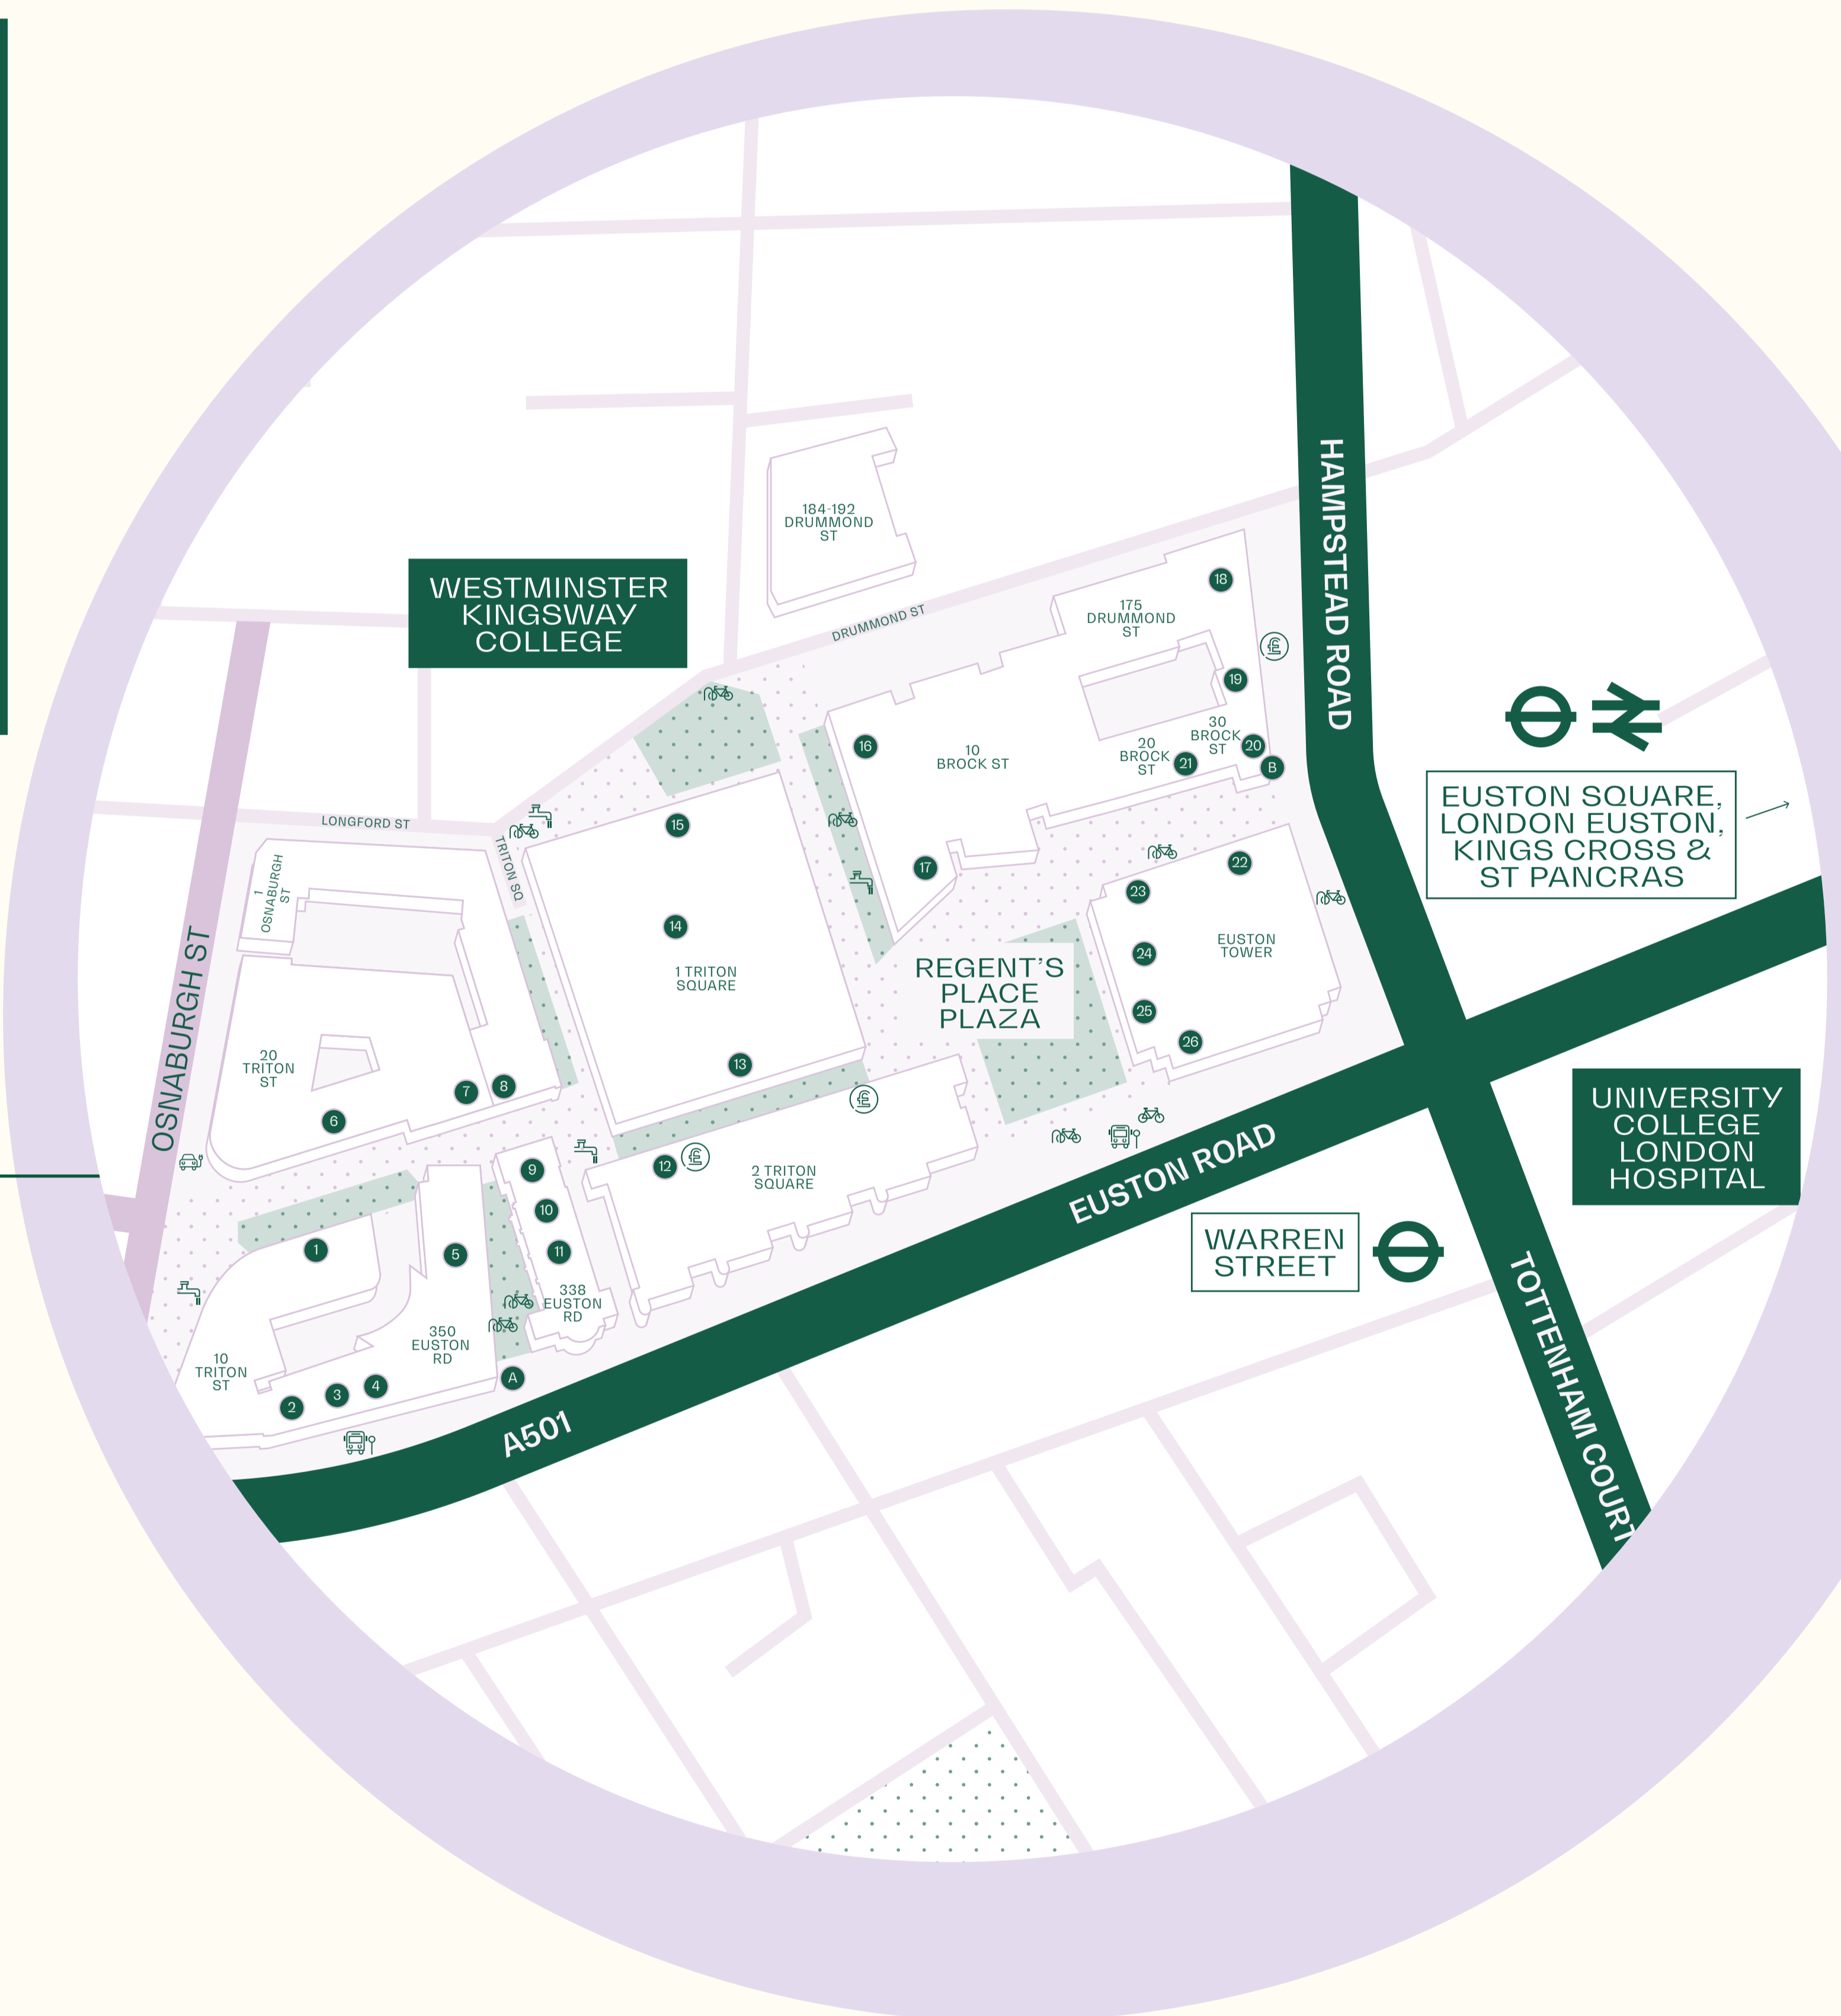 HAMPSTEAD ROAD
184-192
DRUMMOND
ST
WESTMINSTER
KINGSWAY
COLLEGE
DRUMMOND ST
18
175
DRUMMOND
ST
£
19
30
BROCK
ST
20
BROCK
ST
20
21
B
16
10
BROCK ST
EUSTON SQUARE,
LONDON EUSTON,
KINGS CROSS &
ST PANCRAS
LONGFORD ST
TRITON SQ
15
17
22
23
1
OSNABURGH
ST
OSNABURGH ST
14
1 TRITON
SQUARE
REGENT'S
PLACE
PLAZA
24
EUSTON
TOWER
25
26
20
TRITON
ST
6
7
8
13
£
UNIVERSITY
COLLEGE
LONDON
HOSPITAL
9
10
11
12
£
2 TRITON
SQUARE
EUSTON ROAD
WARREN
STREET
1
5
338
EUSTON
RD
350
EUSTON
RD
10
TRITON
ST
2
3
4
A
A501
TOTTENHAM COURT